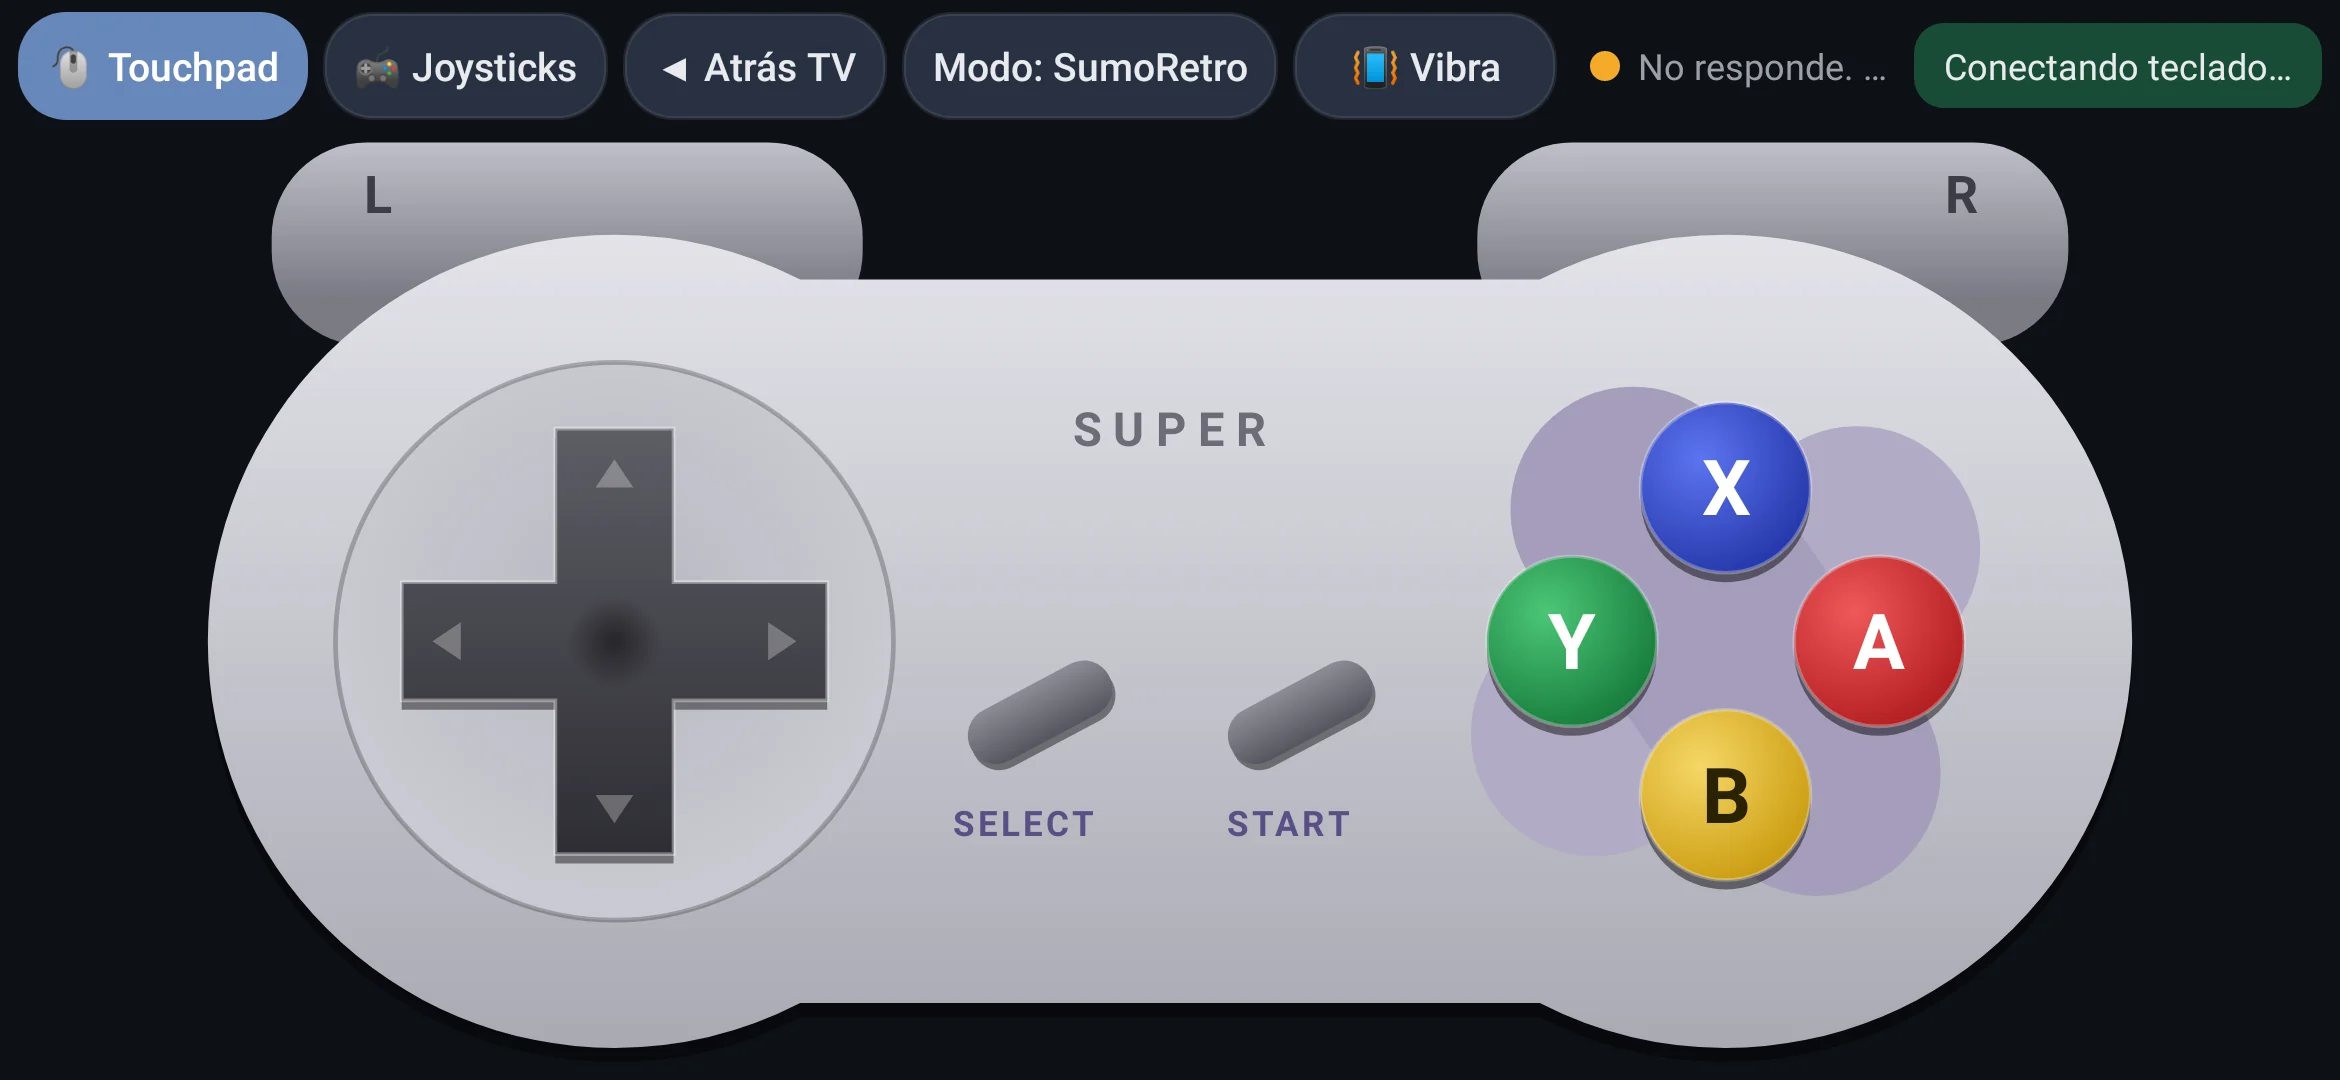 Touchpad
Joysticks
◀ Atrás TV
Modo: SumoRetro
Vibra
No responde. …
Conectando teclado…
L
R
SUPER
X
Y
A
B
SELECT
START